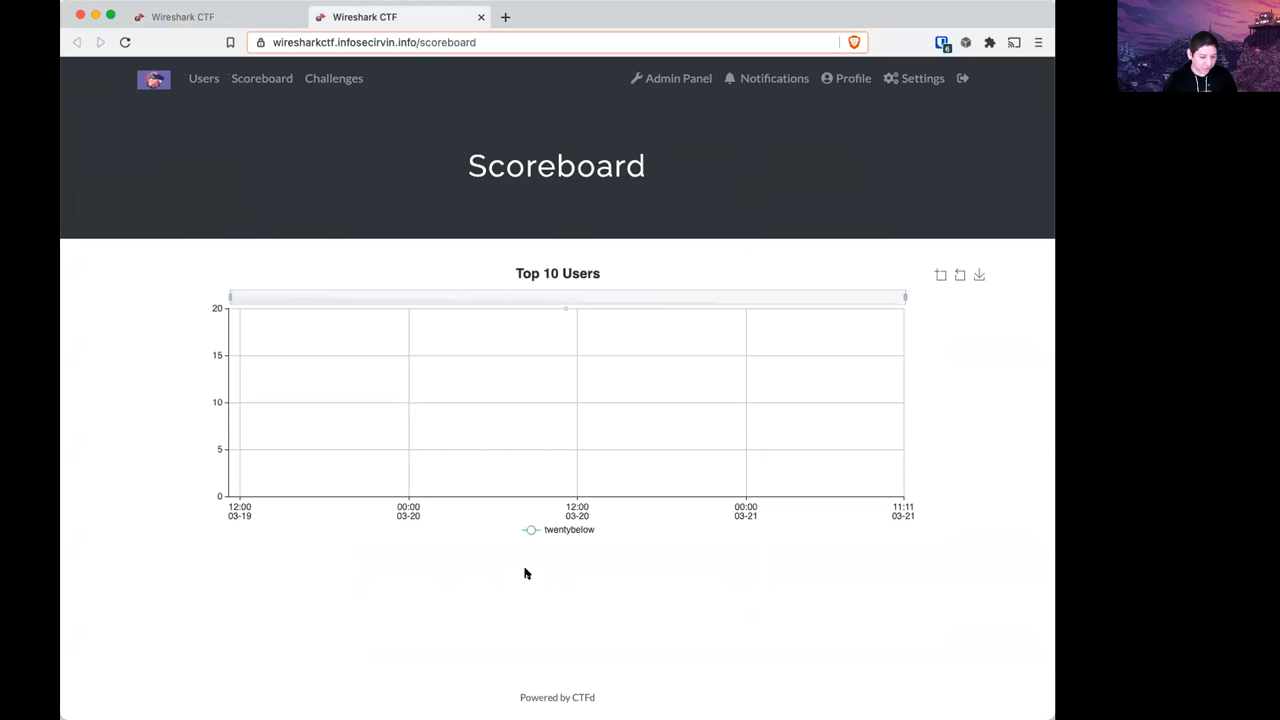 Wireshark CTF
Wireshark CTF
wiresharkctf.infosecirvin.info/scoreboard
6
Users Scoreboard Challenges Admin Panel Notifications Profile Settings
Scoreboard
Top 10 Users
20
15
10
5
0
12:00 00:00 12:00 00:00 11:11
03-19 03-20 03-20 03-21 03-21
twentybelow
Powered by CTFd